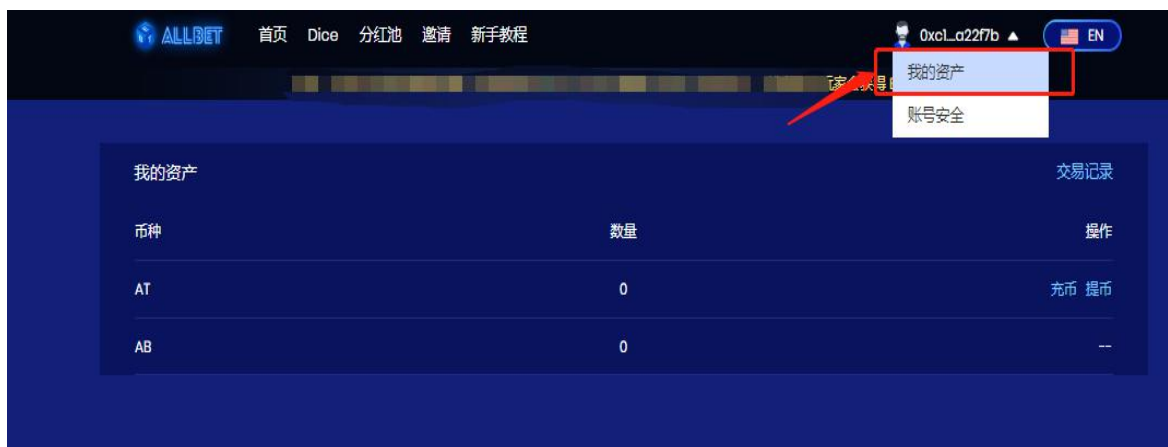 ALLBET 首页 Dice 分红池 邀请 新手教程 0xc1...a22f7b ▲ EN
我的资产
账号安全
我的资产 交易记录
币种 数量 操作
AT 0 充币 提币
AB 0 --